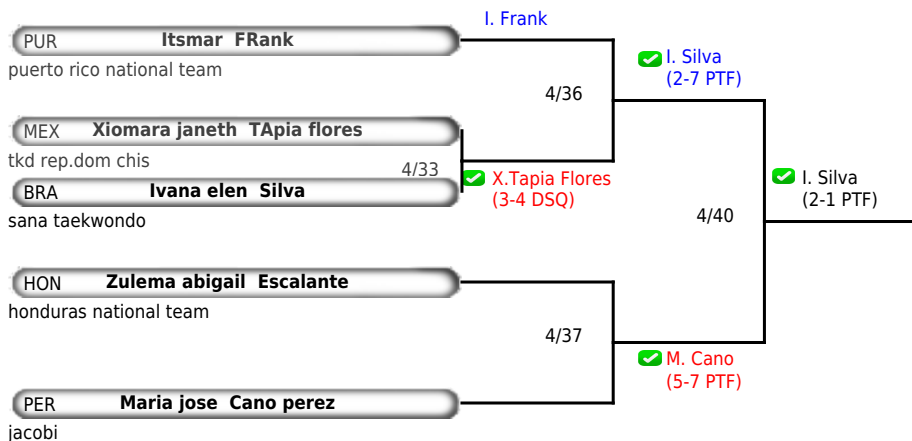 I. Frank
PUR Itsmar FRank
puerto rico national team
I. Silva
(2-7 PTF)
4/36
MEX Xiomara janeth TApia flores
tkd rep.dom chis
4/33
X.Tapia Flores
(3-4 DSQ)
I. Silva
(2-1 PTF)
BRA Ivana elen Silva
sana taekwondo
4/40
HON Zulema abigail Escalante
honduras national team
4/37
M. Cano
(5-7 PTF)
PER Maria jose Cano perez
jacobi